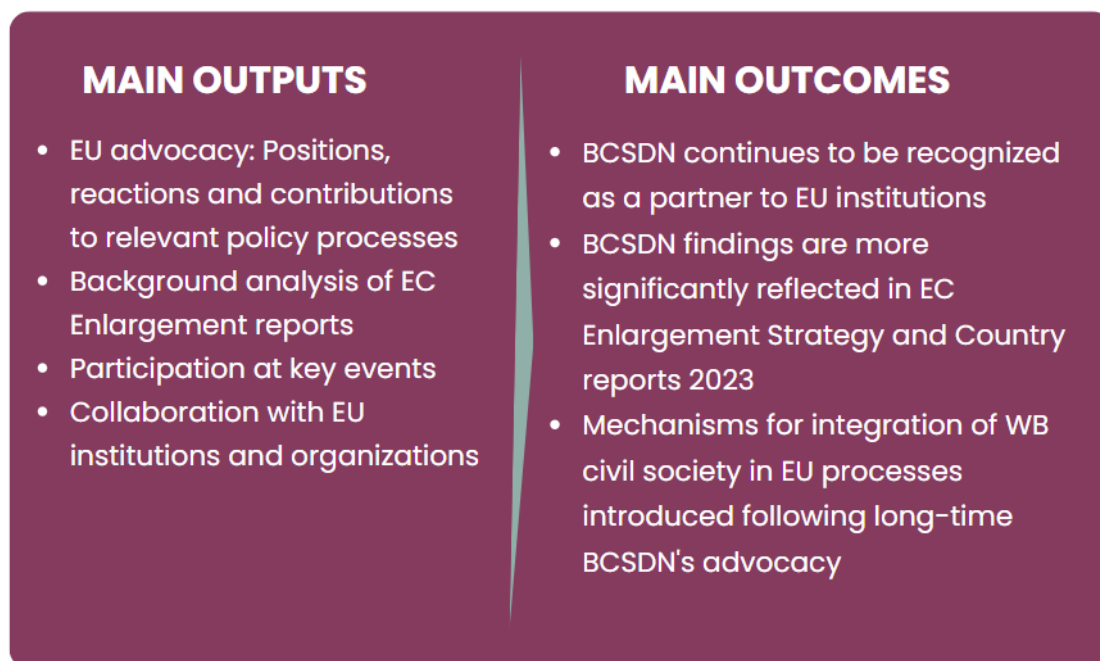 MAIN OUTPUTS
• EU advocacy: Positions,
reactions and contributions
to relevant policy processes
• Background analysis of EC
Enlargement reports
• Participation at key events
• Collaboration with EU
institutions and organizations
MAIN OUTCOMES
• BCSDN continues to be recognized
as a partner to EU institutions
• BCSDN findings are more
significantly reflected in EC
Enlargement Strategy and Country
reports 2023
• Mechanisms for integration of WB
civil society in EU processes
introduced following long-time
BCSDN's advocacy